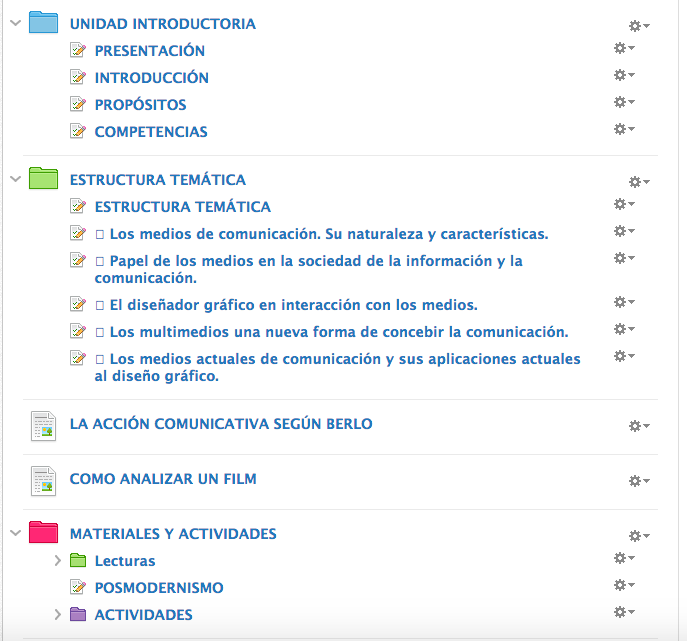 UNIDAD INTRODUCTORIA
PRESENTACIÓN
INTRODUCCIÓN
PROPÓSITOS
COMPETENCIAS
ESTRUCTURA TEMÁTICA
ESTRUCTURA TEMÁTICA
Los medios de comunicación. Su naturaleza y características.
Papel de los medios en la sociedad de la información y la
comunicación.
El diseñador gráfico en interacción con los medios.
Los multimedios una nueva forma de concebir la comunicación.
Los medios actuales de comunicación y sus aplicaciones actuales
al diseño gráfico.
LA ACCIÓN COMUNICATIVA SEGÚN BERLO
COMO ANALIZAR UN FILM
MATERIALES Y ACTIVIDADES
Lecturas
POSMODERNISMO
ACTIVIDADES